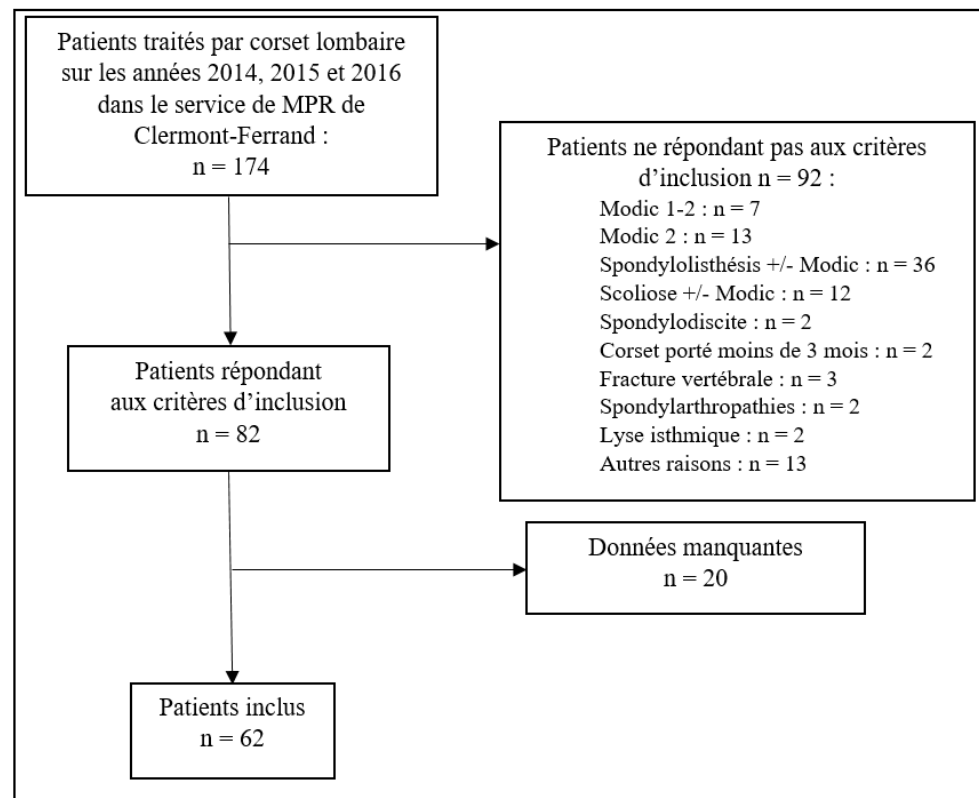 Patients traités par corset lombaire
sur les années 2014, 2015 et 2016
dans le service de MPR de
Clermont-Ferrand :
n = 174
Patients ne répondant pas aux critères
d’inclusion n = 92 :
Modic 1-2 : n = 7
Modic 2 : n = 13
Spondylolisthésis +/- Modic : n = 36
Scoliose +/- Modic : n = 12
Spondylodiscite : n = 2
Corset porté moins de 3 mois : n = 2
Fracture vertébrale : n = 3
Spondylarthropathies : n = 2
Lyse isthmique : n = 2
Autres raisons : n = 13
Patients répondant
aux critères d’inclusion
n = 82
Données manquantes
n = 20
Patients inclus
n = 62